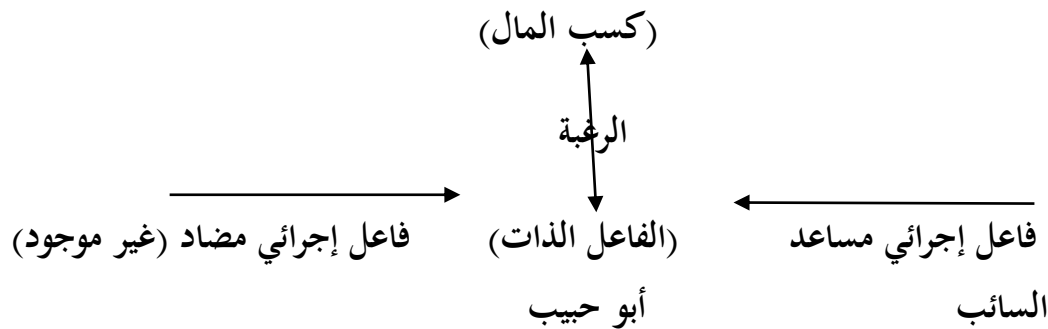 (كسب المال)
الرغبة
فاعل إجرائي مساعد (الفاعل الذات) فاعل إجرائي مضاد (غير موجود)
السائب أبو حبيب